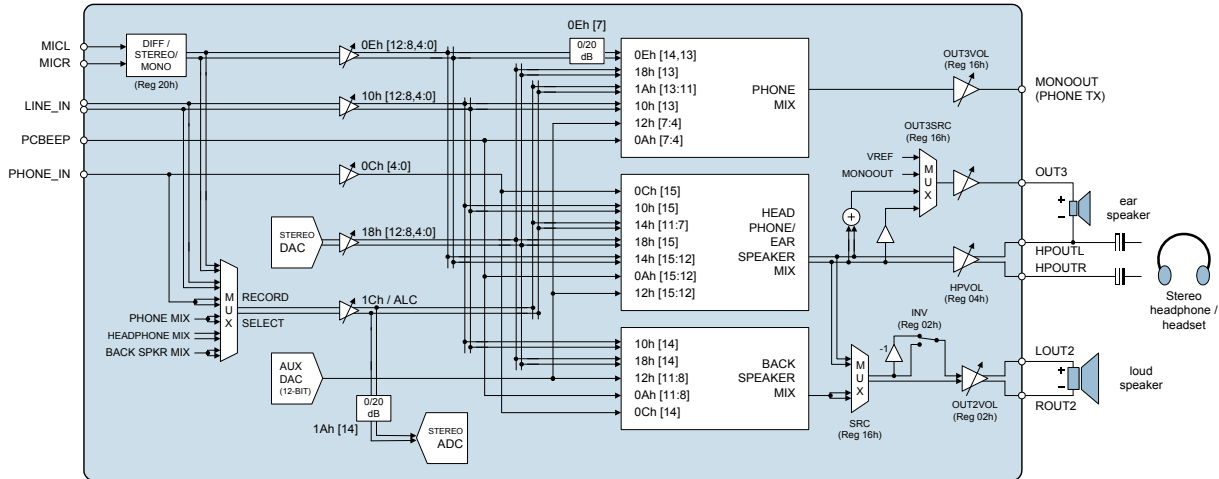 0Eh [7]
MICL
MICR
LINE_IN
PCBEEP
PHONE_IN
DIFF /
STEREO/
MONO
(Reg 20h)
0Eh [12:8,4:0]
10h [12:8,4:0]
0Ch [4:0]
STEREO
DAC
18h [12:8,4:0]
M
U
X
RECORD
SELECT
1Ch / ALC
PHONE MIX
HEADPHONE MIX
BACK SPKR MIX
AUX
DAC
(12-BIT)
0/20
dB
1Ah [14]
STEREO
ADC
0/20
dB
0Eh [14,13]
18h [13]
1Ah [13:11]
10h [13]
12h [7:4]
0Ah [7:4]
PHONE
MIX
0Ch [15]
10h [15]
14h [11:7]
18h [15]
14h [15:12]
0Ah [15:12]
12h [15:12]
HEAD
PHONE/
EAR
SPEAKER
MIX
10h [14]
18h [14]
12h [11:8]
0Ah [11:8]
0Ch [14]
BACK
SPEAKER
MIX
OUT3VOL
(Reg 16h)
OUT3SRC
(Reg 16h)
VREF
MONOOUT
M
U
X
+
HPVOL
(Reg 04h)
INV
(Reg 02h)
-1
M
U
X
SRC
(Reg 16h)
OUT2VOL
(Reg 02h)
MONOOUT
(PHONE TX)
OUT3
+
−
ear
speaker
HPOUTL
HPOUTR
Stereo
headphone /
headset
LOUT2
+
−
loud
speaker
ROUT2